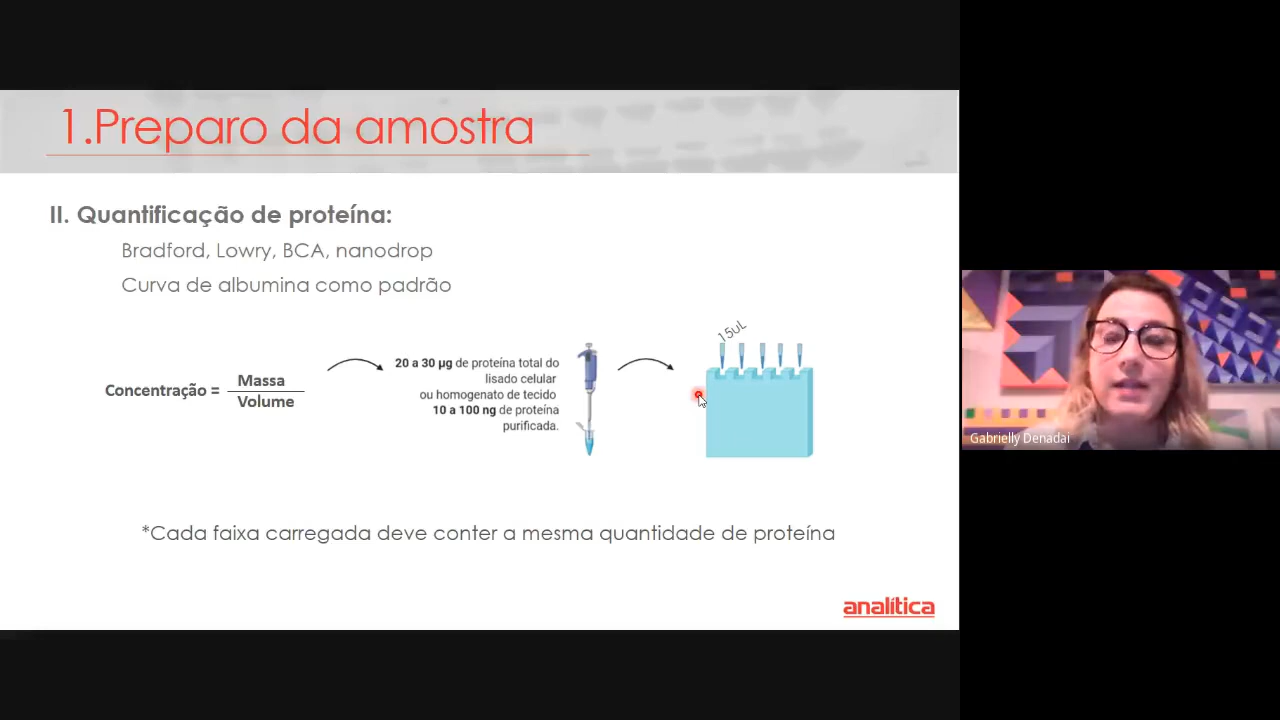 1.Preparo da amostra
II. Quantificação de proteína:
Bradford, Lowry, BCA, nanodrop
Curva de albumina como padrão
Concentração = Massa
Volume
20 a 30 µg de proteína total do
lisado celular
ou homogenato de tecido
10 a 100 ng de proteína
purificada.
15uL
*Cada faixa carregada deve conter a mesma quantidade de proteína
analítica
Gabrielly Denadai